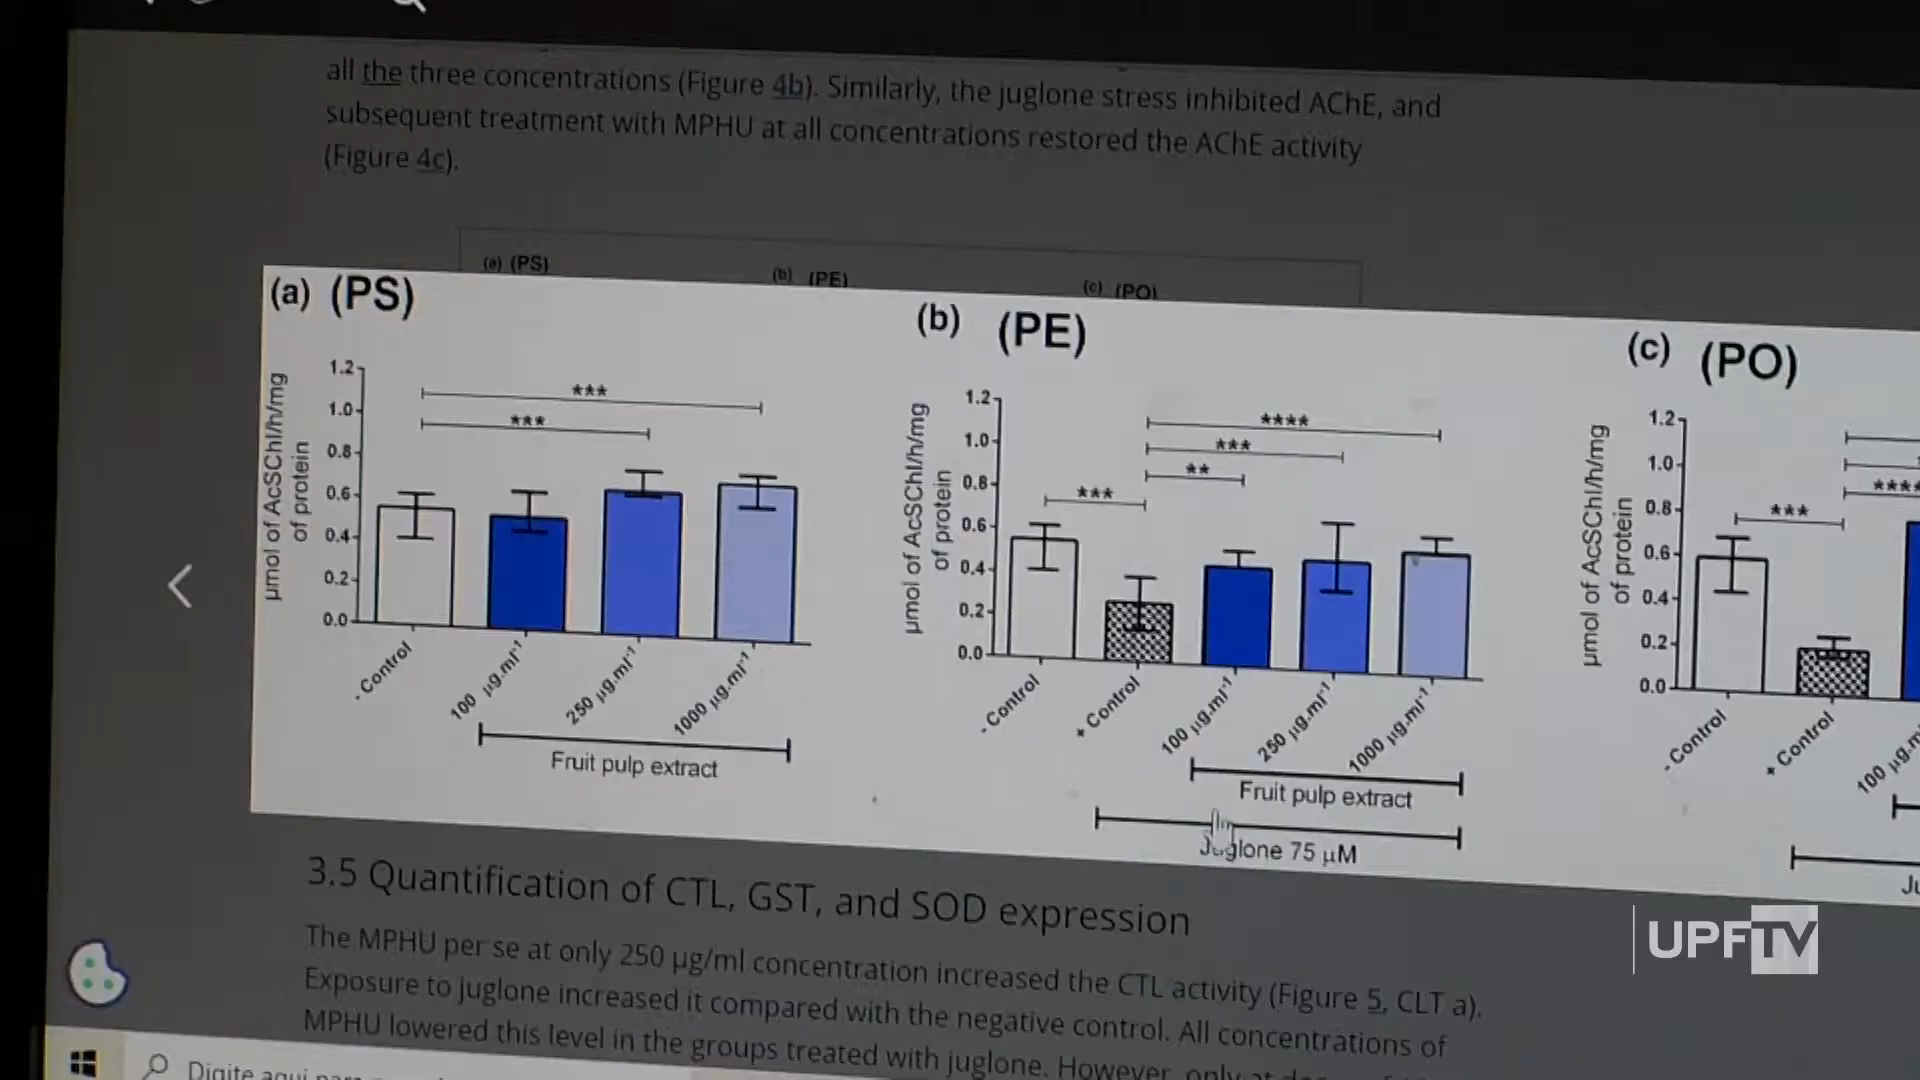 all the three concentrations (Figure 4b). Similarly, the juglone stress inhibited AChE, and
subsequent treatment with MPHU at all concentrations restored the AChE activity
(Figure 4c).
(a) (PS)
(b) (PE)
(c) (PO)
(a) (PS)
µmol of AcSChI/h/mg
of protein
1.2
1.0
0.8
0.6
0.4
0.2
0.0
***
***
- Control
100 µg.ml-1
250 µg.ml-1
1000 µg.ml-1
Fruit pulp extract
(b) (PE)
µmol of AcSChI/h/mg
of protein
1.2
1.0
0.8
0.6
0.4
0.2
0.0
****
***
**
***
- Control
+ Control
100 µg.ml-1
250 µg.ml-1
1000 µg.ml-1
Fruit pulp extract
Juglone 75 µM
(c) (PO)
µmol of AcSChI/h/mg
of protein
1.2
1.0
0.8
0.6
0.4
0.2
0.0
***
- Control
+ Control
3.5 Quantification of CTL, GST, and SOD expression
The MPHU per se at only 250 µg/ml concentration increased the CTL activity (Figure 5, CLT a).
Exposure to juglone increased it compared with the negative control. All concentrations of
MPHU lowered this level in the groups treated with juglone. However, only at
UPFTV
Digite aqui